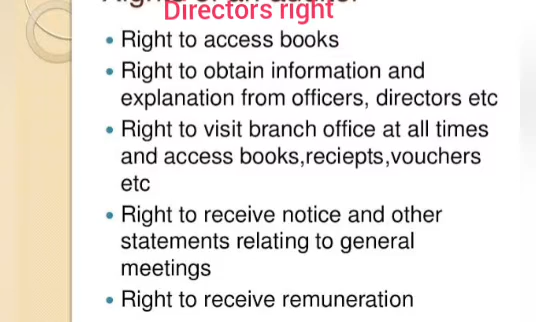 Directors right
• Right to access books
• Right to obtain information and
explanation from officers, directors etc
• Right to visit branch office at all times
and access books,reciepts,vouchers
etc
• Right to receive notice and other
statements relating to general
meetings
• Right to receive remuneration